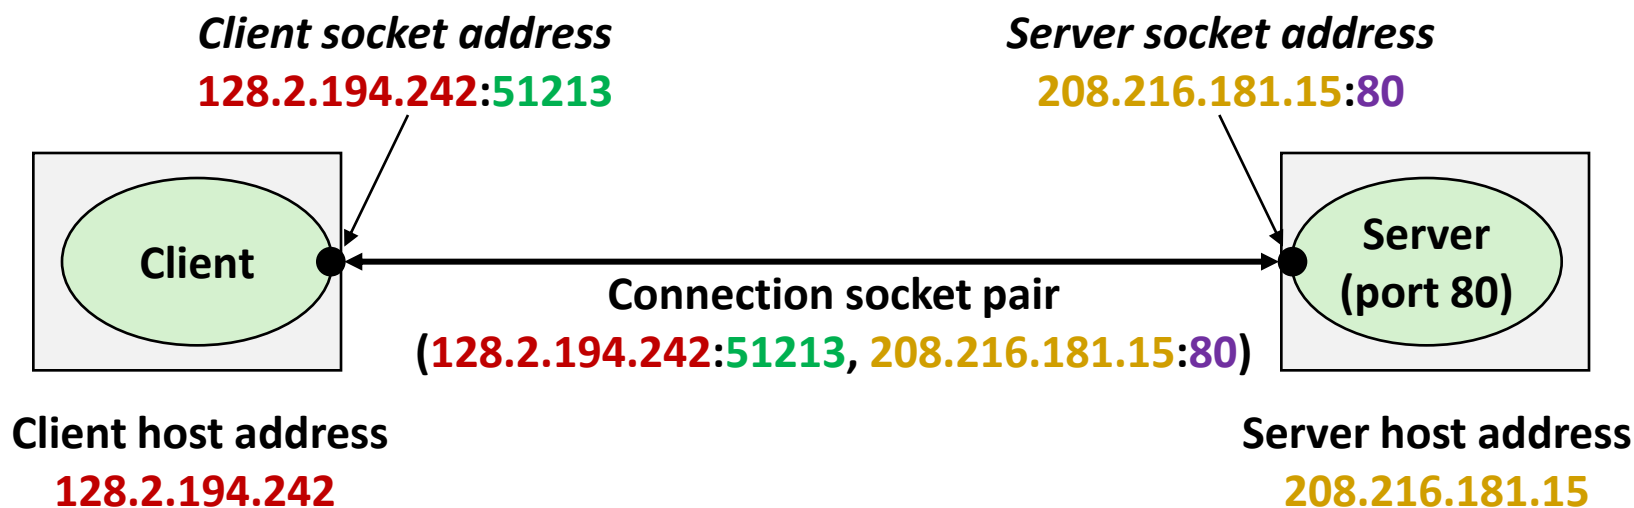 Client socket address
128.2.194.242:51213
Server socket address
208.216.181.15:80
Client
Server
(port 80)
Connection socket pair
(128.2.194.242:51213, 208.216.181.15:80)
Client host address
128.2.194.242
Server host address
208.216.181.15